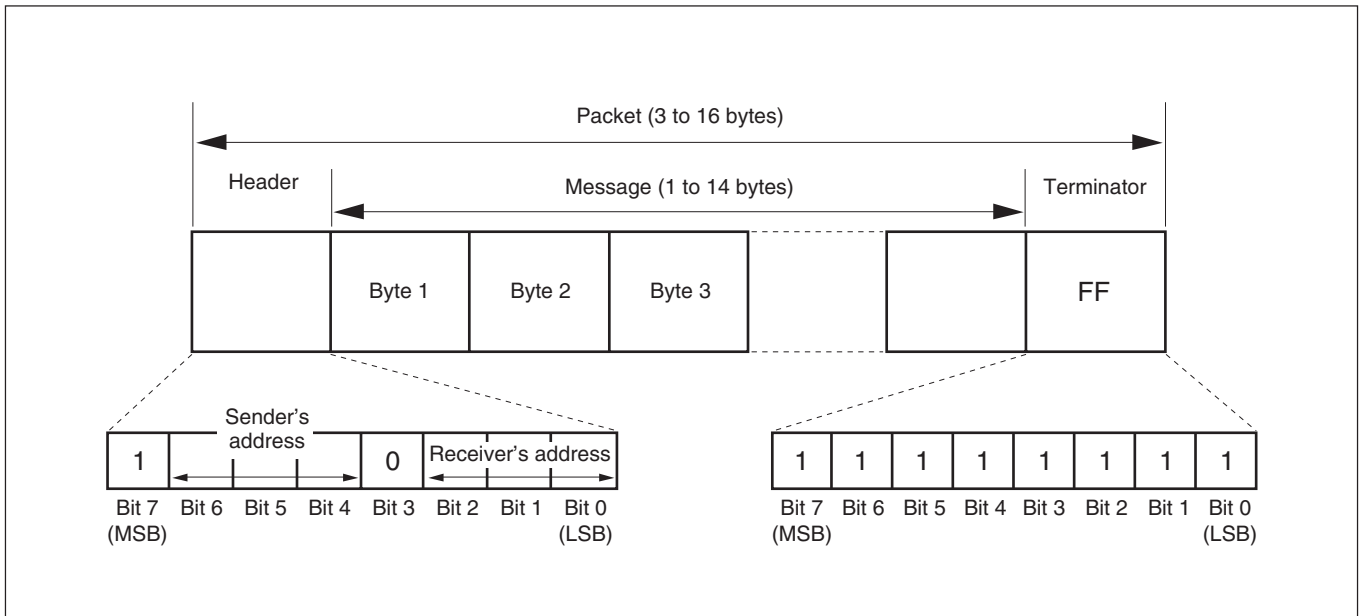 Packet (3 to 16 bytes)
Header
Message (1 to 14 bytes)
Terminator
Byte 1
Byte 2
Byte 3
FF
Sender's
address
1
0
Receiver's address
Bit 7
Bit 6
Bit 5
Bit 4
Bit 3
Bit 2
Bit 1
Bit 0
(MSB)
(LSB)
1 1 1 1 1 1 1 1
Bit 7 Bit 6 Bit 5 Bit 4 Bit 3 Bit 2 Bit 1 Bit 0
(MSB)
(LSB)